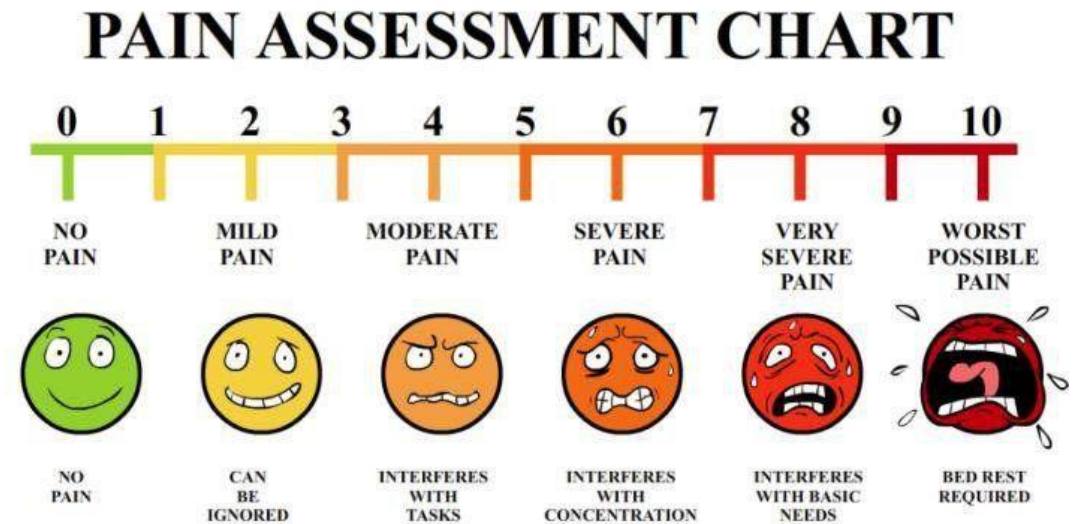 PAIN ASSESSMENT CHART
0 1 2 3 4 5 6 7 8 9 10
NO
PAIN
MILD
PAIN
MODERATE
PAIN
SEVERE
PAIN
VERY
SEVERE
PAIN
WORST
POSSIBLE
PAIN
NO
PAIN
CAN
BE
IGNORED
INTERFERES
WITH
TASKS
INTERFERES
WITH
CONCENTRATION
INTERFERES
WITH BASIC
NEEDS
BED REST
REQUIRED